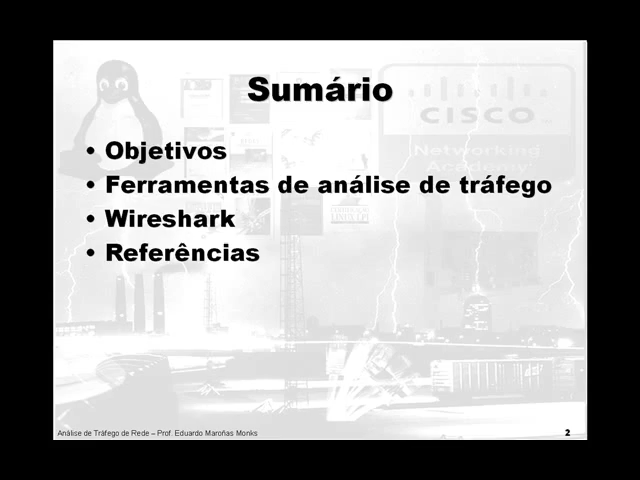 Sumário
CISCO
Networking
Academy
• Objetivos
• Ferramentas de análise de tráfego
• Wireshark
• Referências
Análise de Tráfego de Rede – Prof. Eduardo Maroñas Monks
2